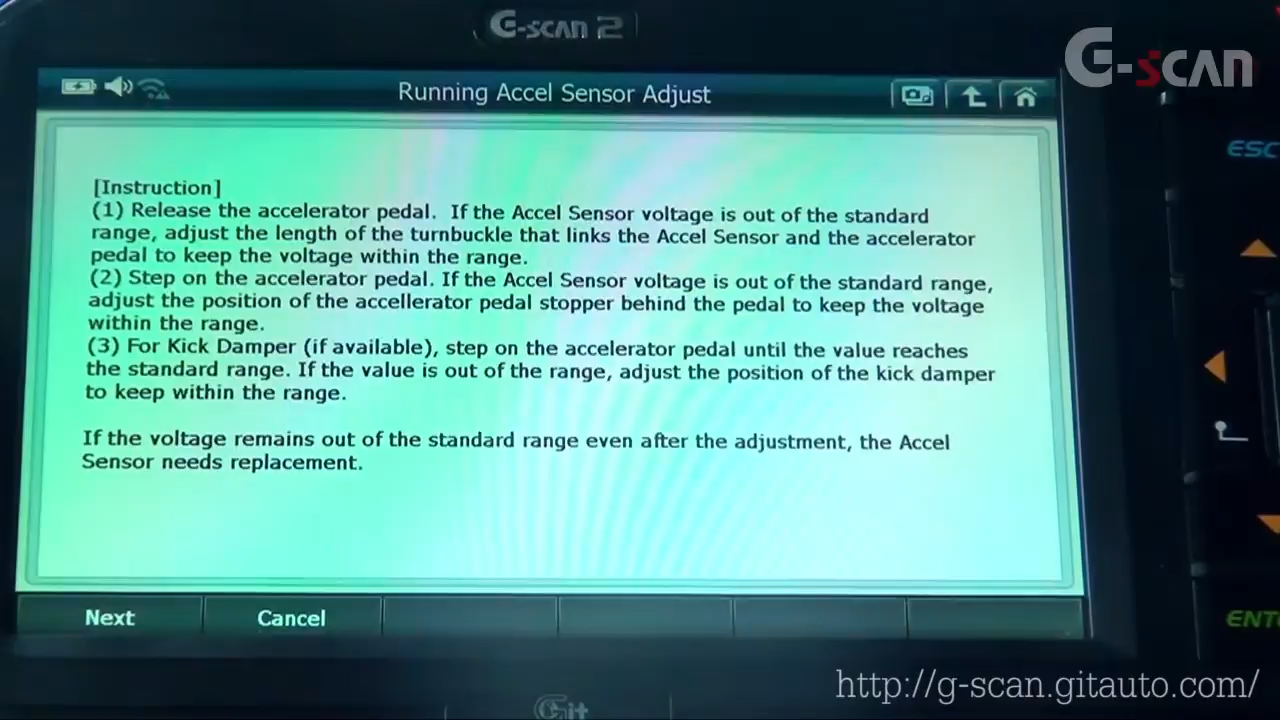 G-scan 2
G-scan
Running Accel Sensor Adjust
ESC
[Instruction]
(1) Release the accelerator pedal. If the Accel Sensor voltage is out of the standard
range, adjust the length of the turnbuckle that links the Accel Sensor and the accelerator
pedal to keep the voltage within the range.
(2) Step on the accelerator pedal. If the Accel Sensor voltage is out of the standard range,
adjust the position of the accellerator pedal stopper behind the pedal to keep the voltage
within the range.
(3) For Kick Damper (if available), step on the accelerator pedal until the value reaches
the standard range. If the value is out of the range, adjust the position of the kick damper
to keep within the range.
If the voltage remains out of the standard range even after the adjustment, the Accel
Sensor needs replacement.
Next
Cancel
ENT
http://g-scan.gitauto.com/
Git